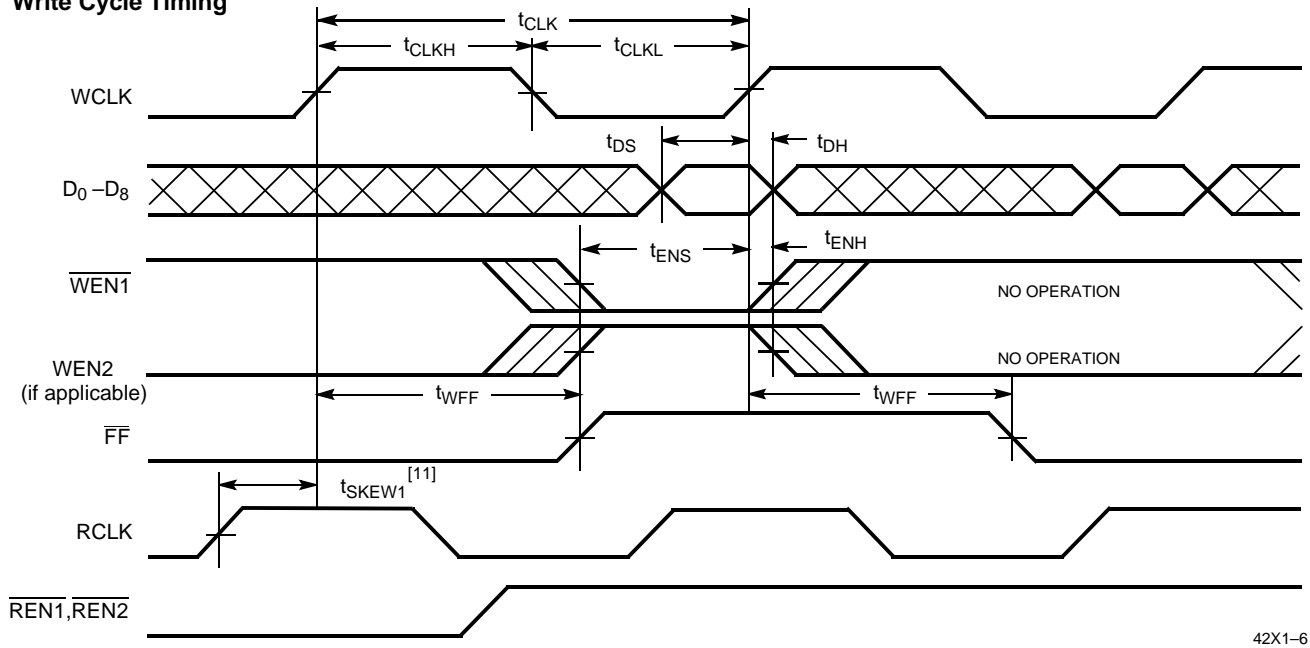 Write Cycle Timing
tCLK
tCLKH
tCLKL
WCLK
tDS
tDH
D0 –D8
tENS
tENH
WEN1
NO OPERATION
WEN2
(if applicable)
NO OPERATION
tWFF
tWFF
FF
tSKEW1 [11]
RCLK
REN1,REN2
42X1–6